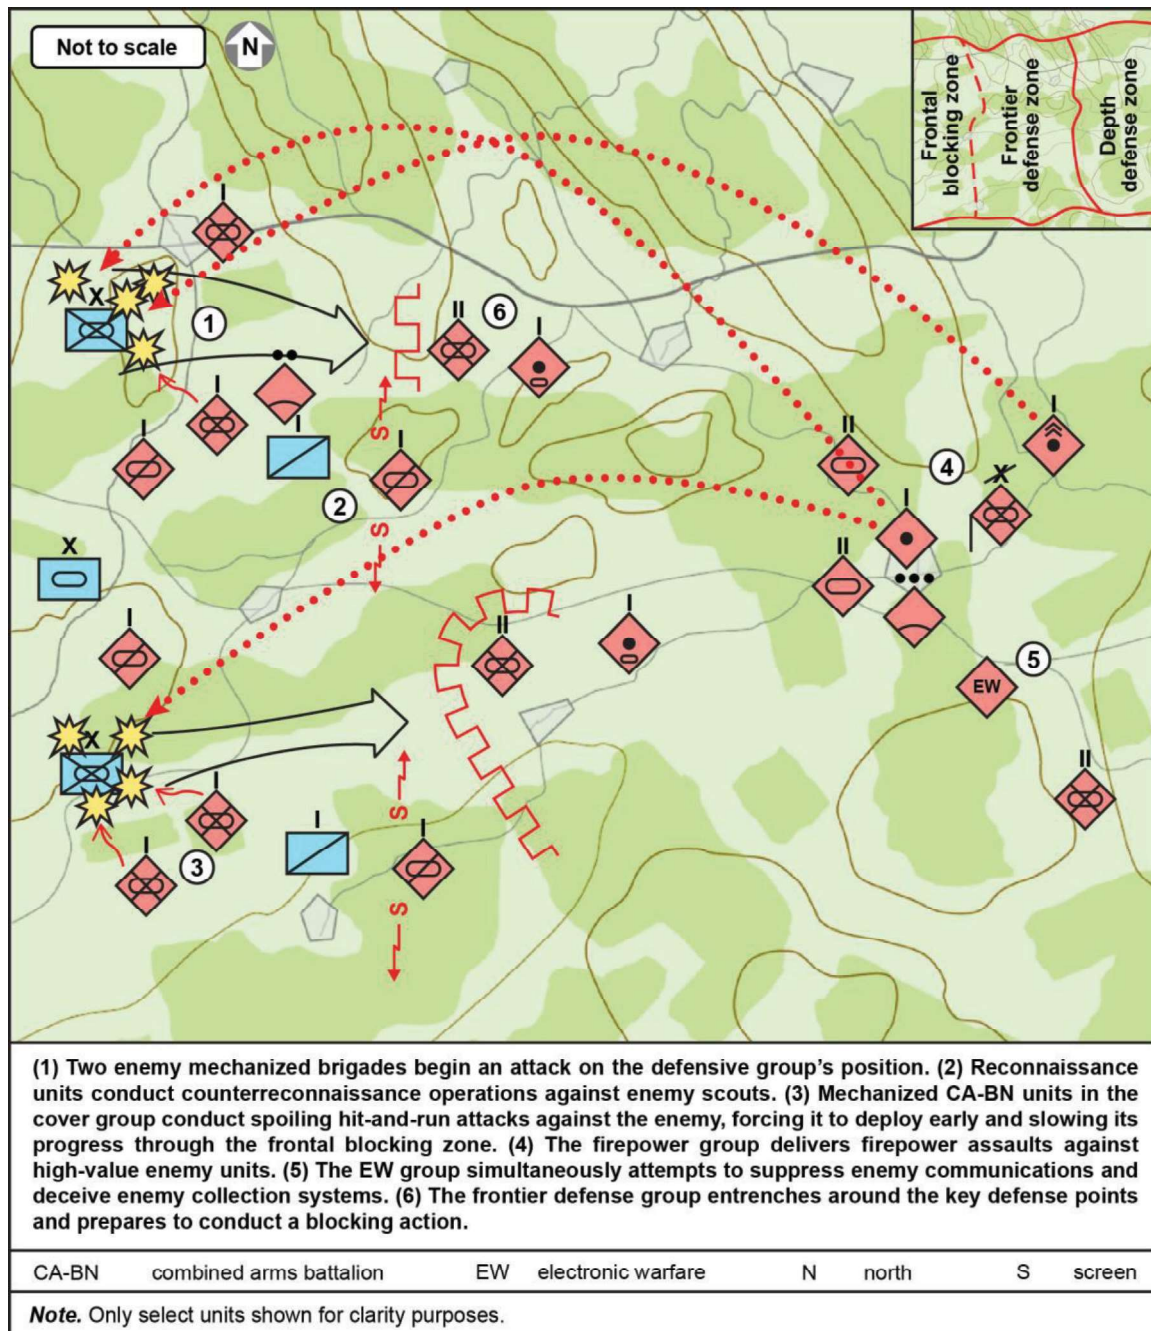 Not to scale
N
Frontal
blocking zone
Frontier
defense zone
Depth
defense zone
I
X
1
II
6
I
I
I
I
S
I
2
S
II
4
I
X
I
II
X
I
II
I
5
EW
X
I
3
I
S
I
I
S
II
(1) Two enemy mechanized brigades begin an attack on the defensive group’s position. (2) Reconnaissance
units conduct counterreconnaissance operations against enemy scouts. (3) Mechanized CA-BN units in the
cover group conduct spoiling hit-and-run attacks against the enemy, forcing it to deploy early and slowing its
progress through the frontal blocking zone. (4) The firepower group delivers firepower assaults against
high-value enemy units. (5) The EW group simultaneously attempts to suppress enemy communications and
deceive enemy collection systems. (6) The frontier defense group entrenches around the key defense points
and prepares to conduct a blocking action.
CA-BN combined arms battalion EW electronic warfare N north S screen
Note. Only select units shown for clarity purposes.